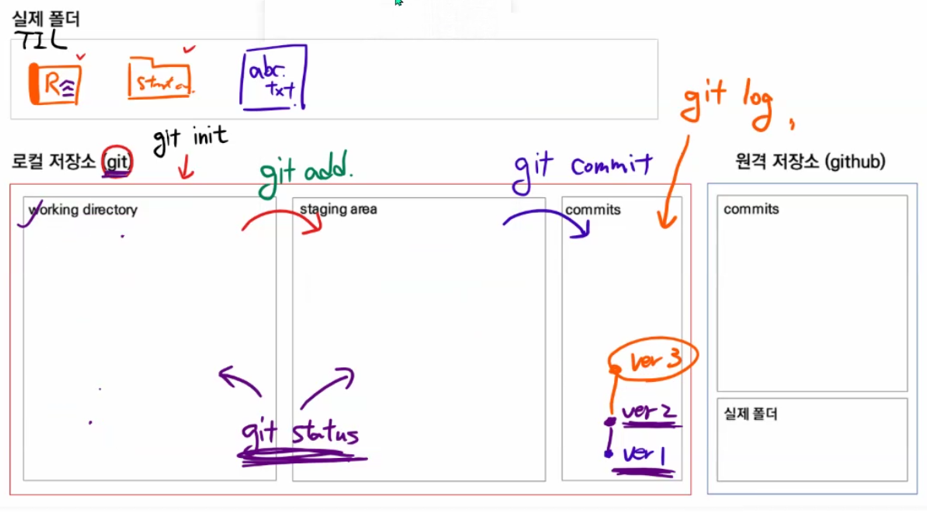 실제 폴더
TIL
R
abc.
txt.
git log,
git init
로컬 저장소 (git)
git add.
git commit
원격 저장소 (github)
working directory
staging area
commits
commits
ver 3
ver 2
ver 1
git status
실제 폴더